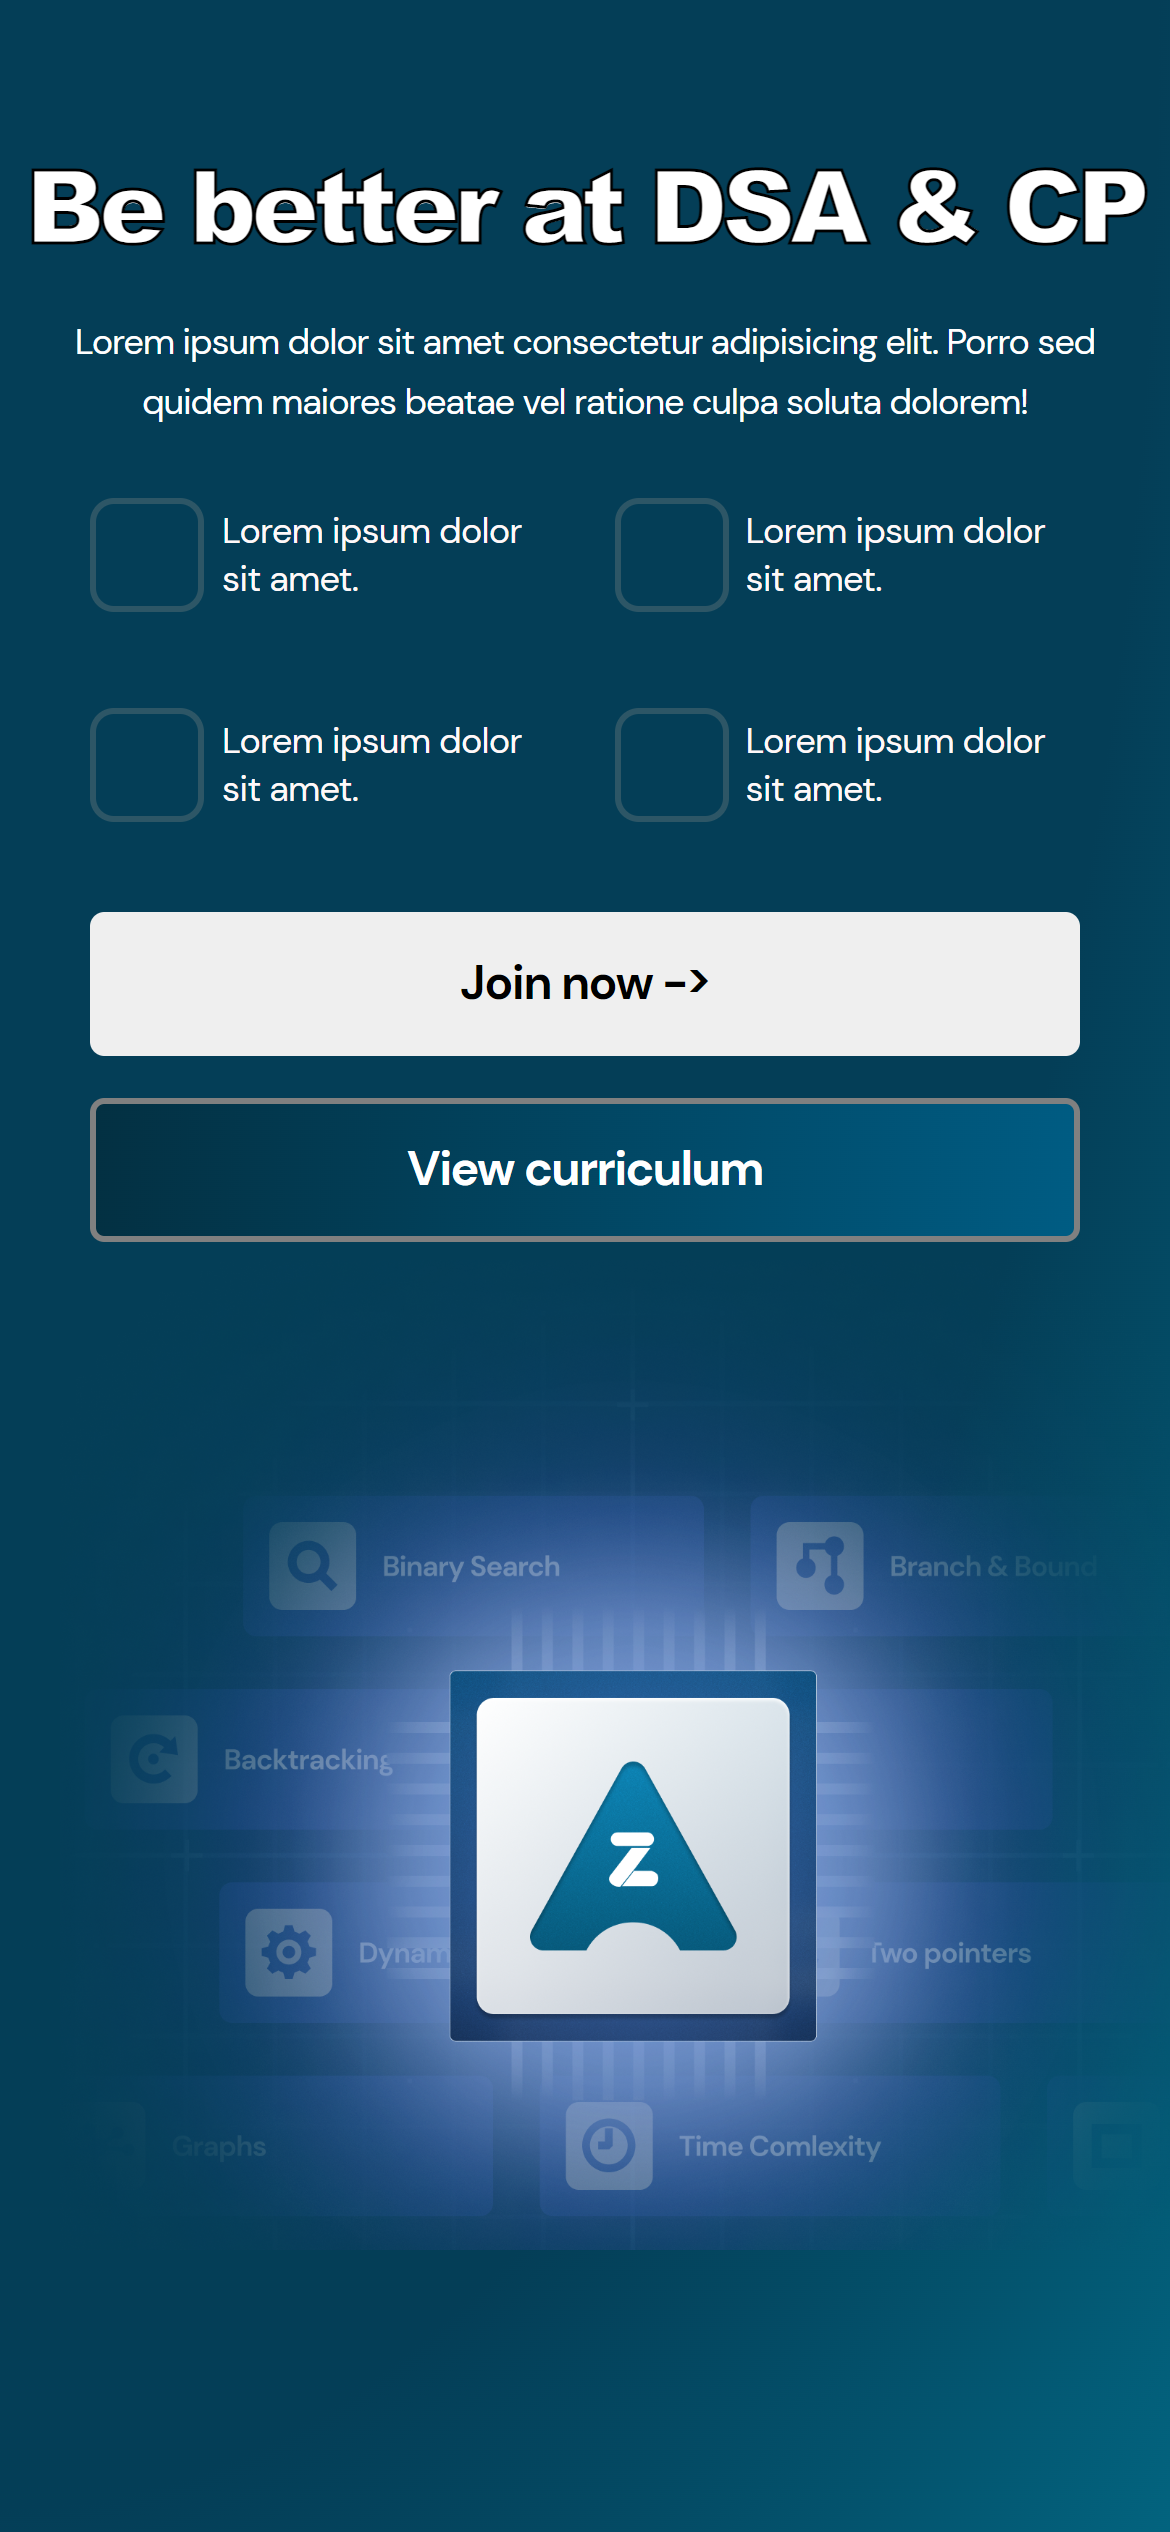 Be better at DSA & CP
Lorem ipsum dolor sit amet consectetur adipisicing elit. Porro sed
quidem maiores beatae vel ratione culpa soluta dolorem!
Lorem ipsum dolor
sit amet.
Lorem ipsum dolor
sit amet.
Lorem ipsum dolor
sit amet.
Lorem ipsum dolor
sit amet.
Join now ->
View curriculum
Binary Search
Branch & Bound
Backtracking
Z
Dynam
Two pointers
Graphs
Time Comlexity